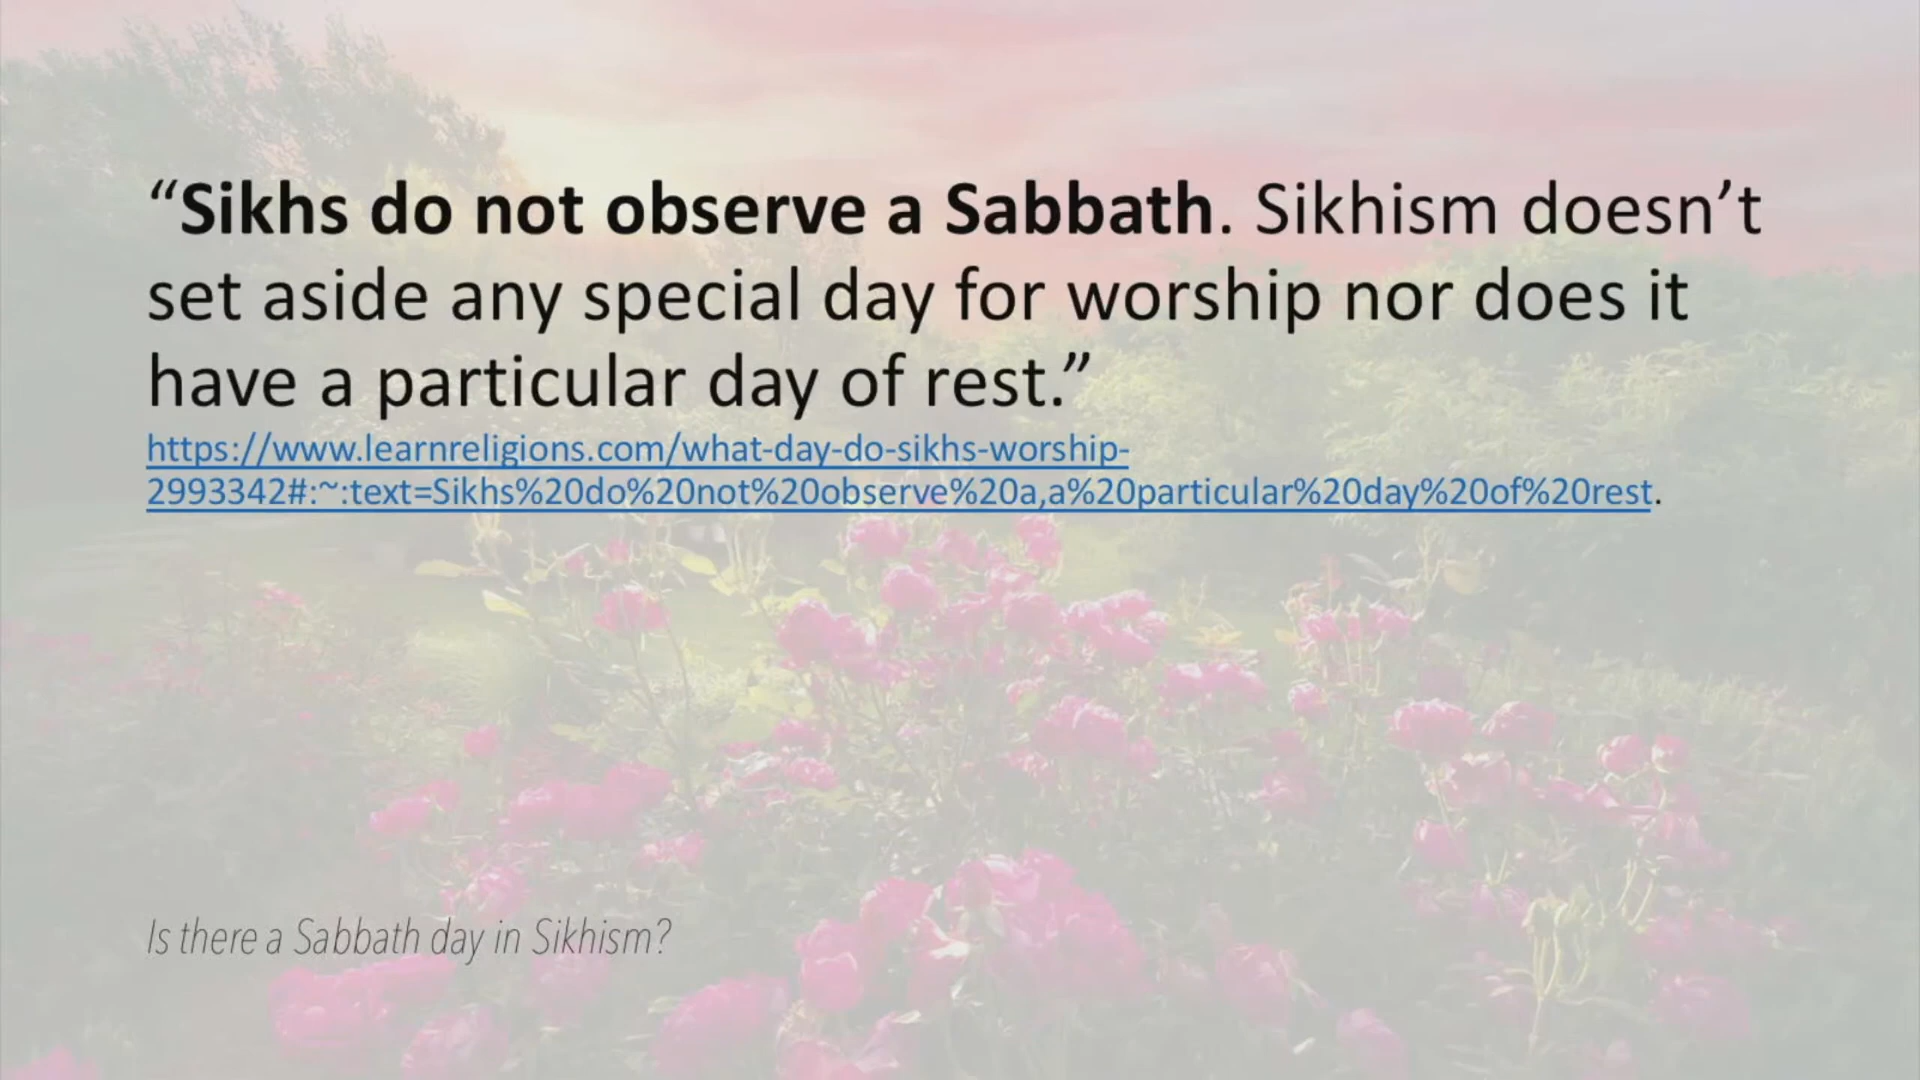 “Sikhs do not observe a Sabbath. Sikhism doesn’t
set aside any special day for worship nor does it
have a particular day of rest.”
https://www.learnreligions.com/what-day-do-sikhs-worship-
2993342#:~:text=Sikhs%20do%20not%20observe%20a,a%20particular%20day%20of%20rest.
Is there a Sabbath day in Sikhism?